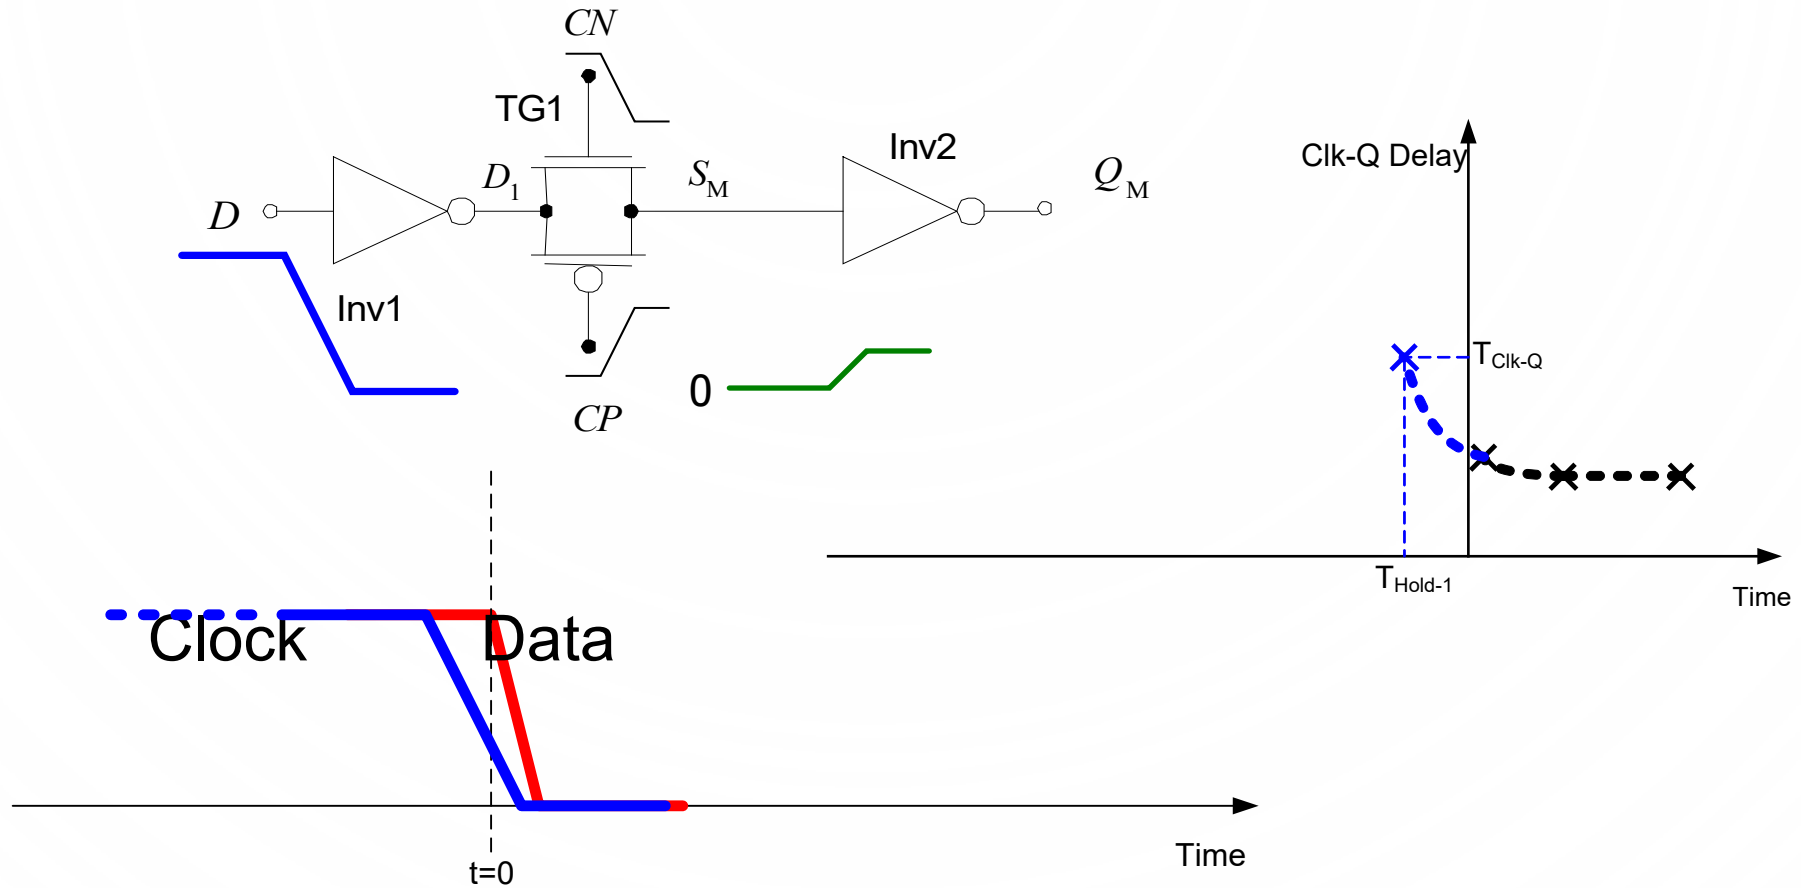 CN
TG1
Inv2
Clk-Q Delay
D
D1
SM
QM
Inv1
0
CP
TClk-Q
THold-1
Time
Clock
Data
Time
t=0